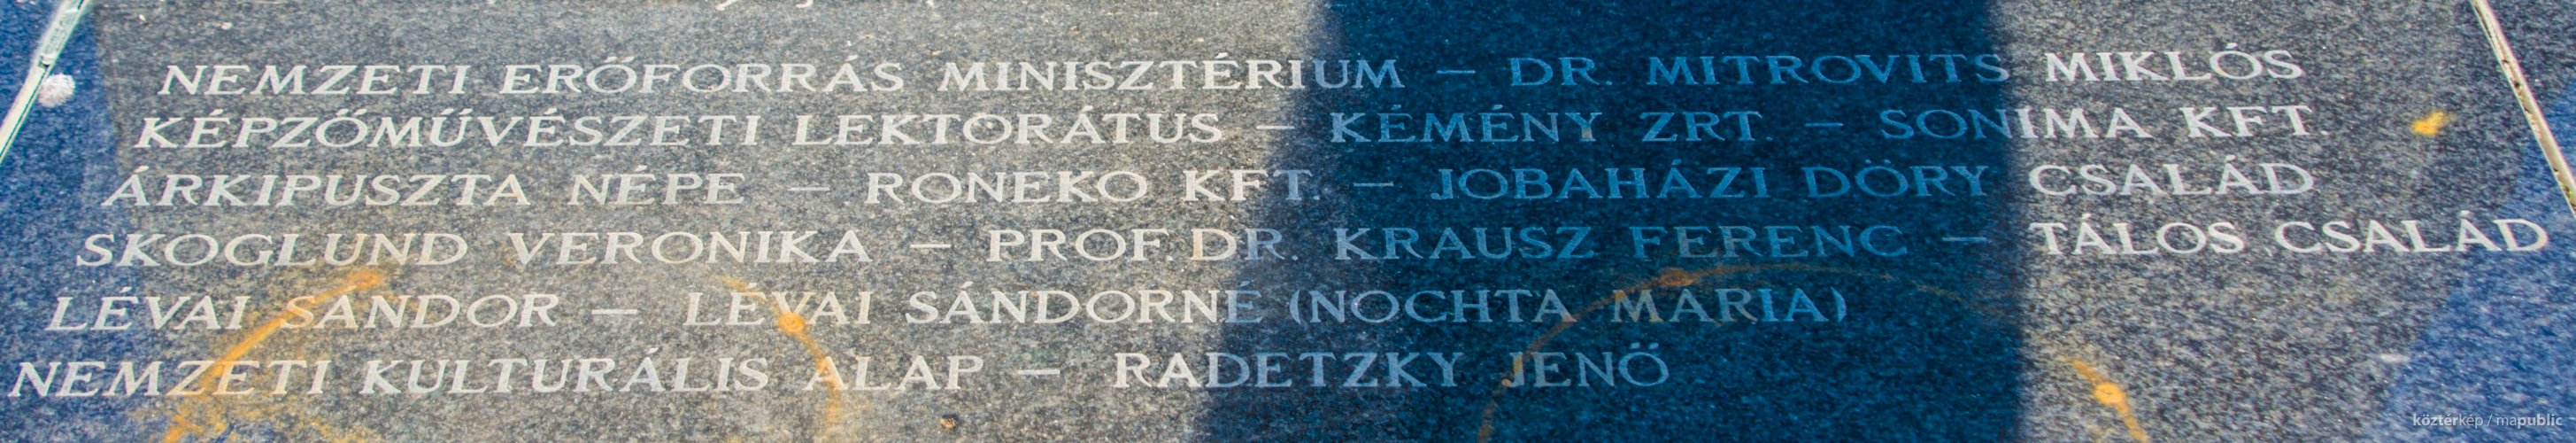 NEMZETI ERŐFORRÁS MINISZTÉRIUM – DR. MITROVITS MIKLÓS
KÉPZŐMŰVÉSZETI LEKTORÁTUS – KÉMÉNY ZRT. – SONIMA KFT.
ÁRKIPUSZTA NÉPE – RONEKO KFT. – JOBAHÁZI DÖRY CSALÁD
SKOGLUND VERONIKA – PROF. DR. KRAUSZ FERENC – TÁLOS CSALÁD
LÉVAI SANDOR – LÉVAI SÁNDORNÉ (NOCHTA MARIA)
NEMZETI KULTURÁLIS ALAP – RADETZKY JENŐ
köztérkép / mapublic